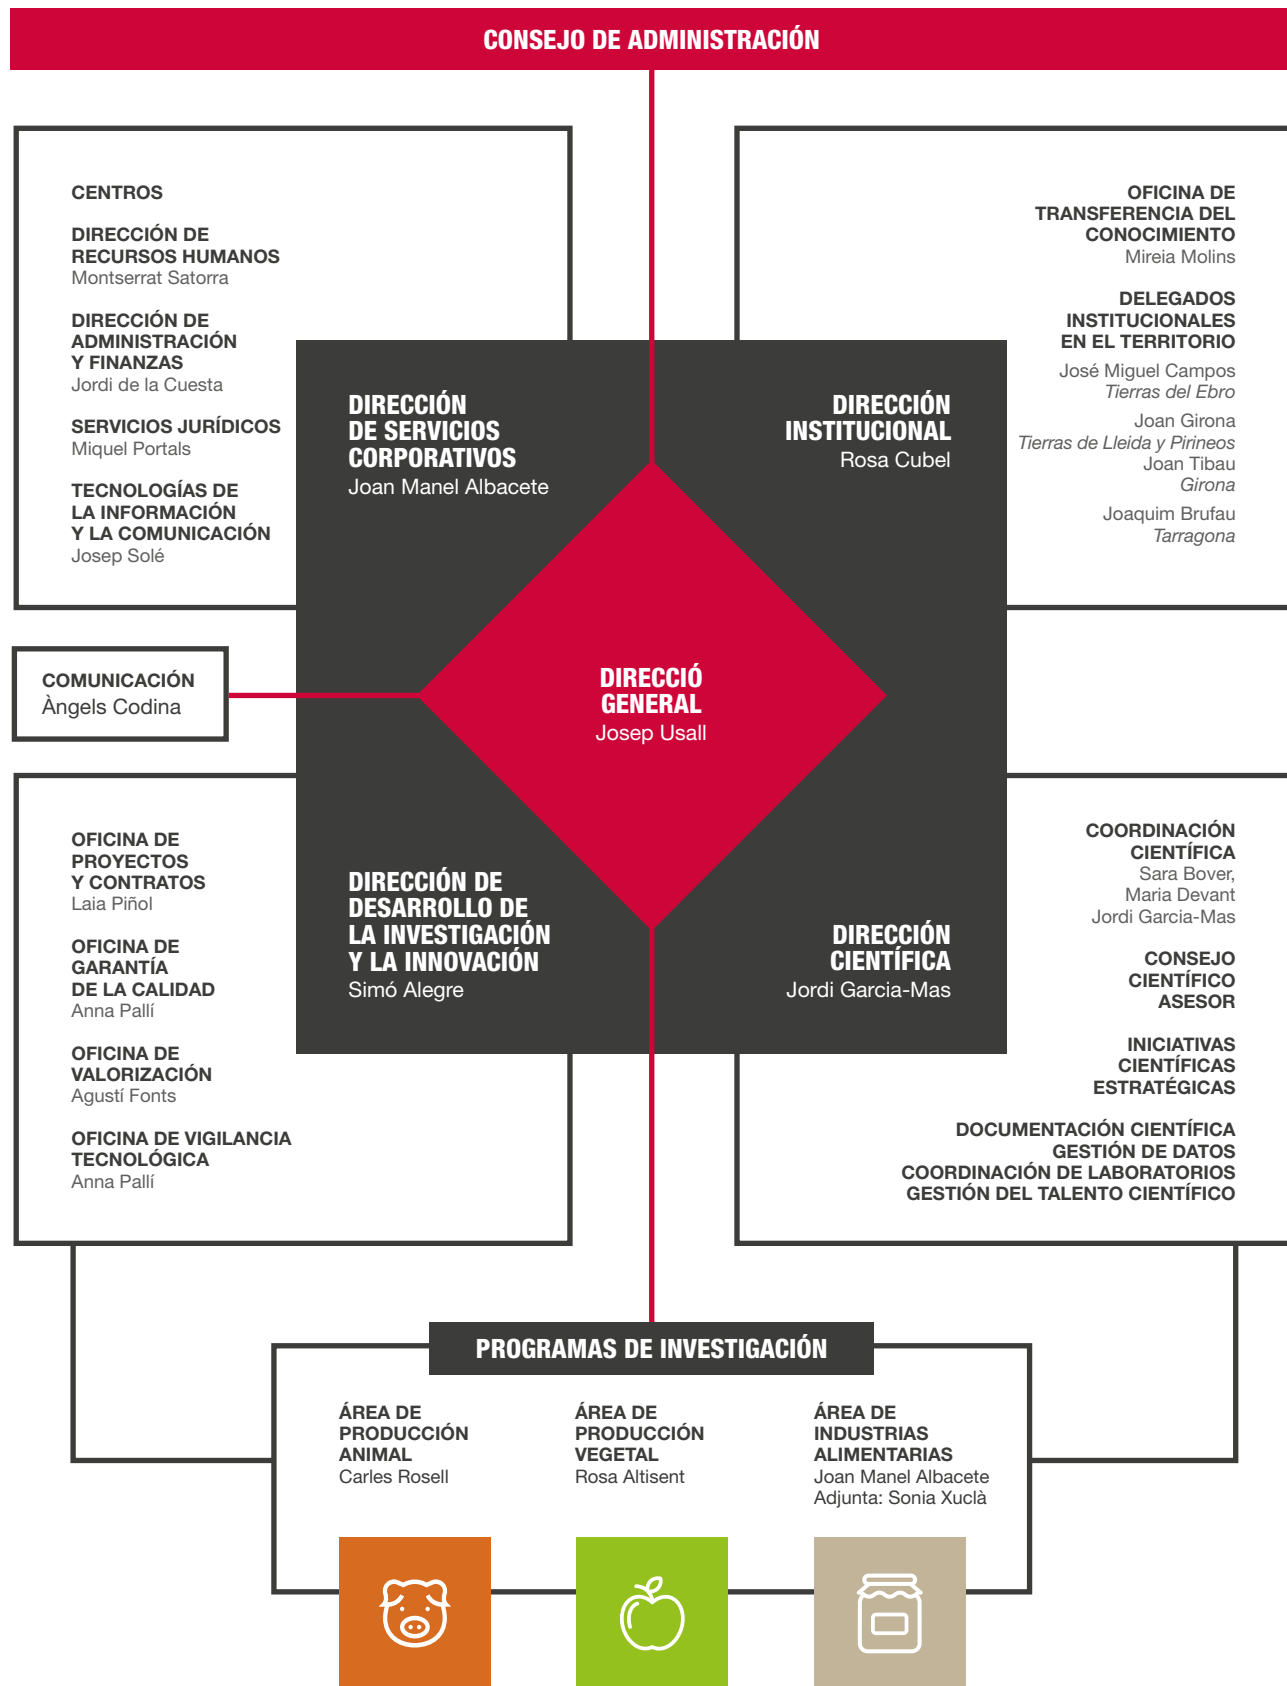 CONSEJO DE ADMINISTRACIÓN
CENTROS
DIRECCIÓN DE
RECURSOS HUMANOS
Montserrat Satorra
DIRECCIÓN DE
ADMINISTRACIÓN
Y FINANZAS
Jordi de la Cuesta
SERVICIOS JURÍDICOS
Miquel Portals
TECNOLOGÍAS DE
LA INFORMACIÓN
Y LA COMUNICACIÓN
Josep Solé
OFICINA DE
TRANSFERENCIA DEL
CONOCIMIENTO
Mireia Molins
DELEGADOS
INSTITUCIONALES
EN EL TERRITORIO
José Miguel Campos
Tierras del Ebro
Joan Girona
Tierras de Lleida y Pirineos
Joan Tibau
Girona
Joaquim Brufau
Tarragona
DIRECCIÓN
DE SERVICIOS
CORPORATIVOS
Joan Manel Albacete
DIRECCIÓN
INSTITUCIONAL
Rosa Cubel
COMUNICACIÓN
Àngels Codina
DIRECCIÓ
GENERAL
Josep Usall
OFICINA DE
PROYECTOS
Y CONTRATOS
Laia Piñol
OFICINA DE
GARANTÍA
DE LA CALIDAD
Anna Pallí
OFICINA DE
VALORIZACIÓN
Agustí Fonts
OFICINA DE VIGILANCIA
TECNOLÓGICA
Anna Pallí
DIRECCIÓN DE
DESARROLLO DE
LA INVESTIGACIÓN
Y LA INNOVACIÓN
Simó Alegre
DIRECCIÓN
CIENTÍFICA
Jordi Garcia-Mas
COORDINACIÓN
CIENTÍFICA
Sara Bover,
Maria Devant
Jordi Garcia-Mas
CONSEJO
CIENTÍFICO
ASESOR
INICIATIVAS
CIENTÍFICAS
ESTRATÉGICAS
DOCUMENTACIÓN CIENTÍFICA
GESTIÓN DE DATOS
COORDINACIÓN DE LABORATORIOS
GESTIÓN DEL TALENTO CIENTÍFICO
PROGRAMAS DE INVESTIGACIÓN
ÁREA DE
PRODUCCIÓN
ANIMAL
Carles Rosell
ÁREA DE
PRODUCCIÓN
VEGETAL
Rosa Altisent
ÁREA DE
INDUSTRIAS
ALIMENTARIAS
Joan Manel Albacete
Adjunta: Sonia Xuclà